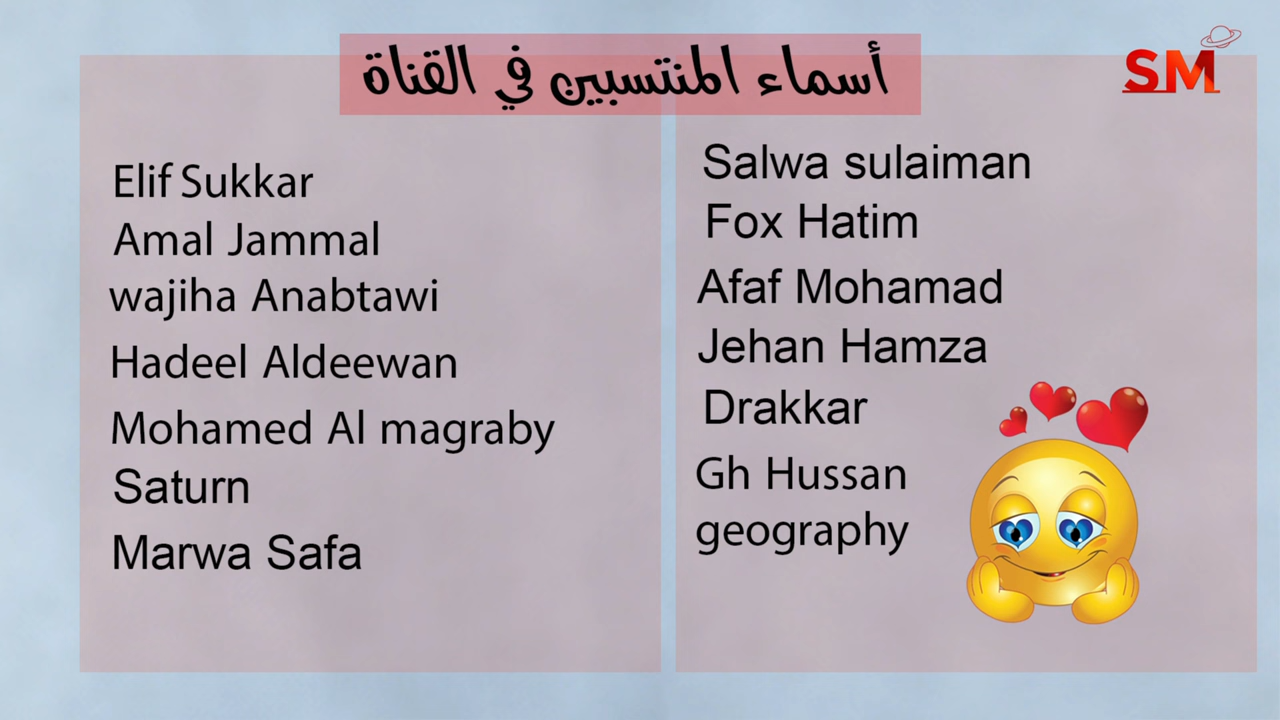 أسماء المنتسبين في القناة
SM
Elif Sukkar
Amal Jammal
wajiha Anabtawi
Hadeel Aldeewan
Mohamed Al magraby
Saturn
Marwa Safa
Salwa sulaiman
Fox Hatim
Afaf Mohamad
Jehan Hamza
Drakkar
Gh Hussan
geography